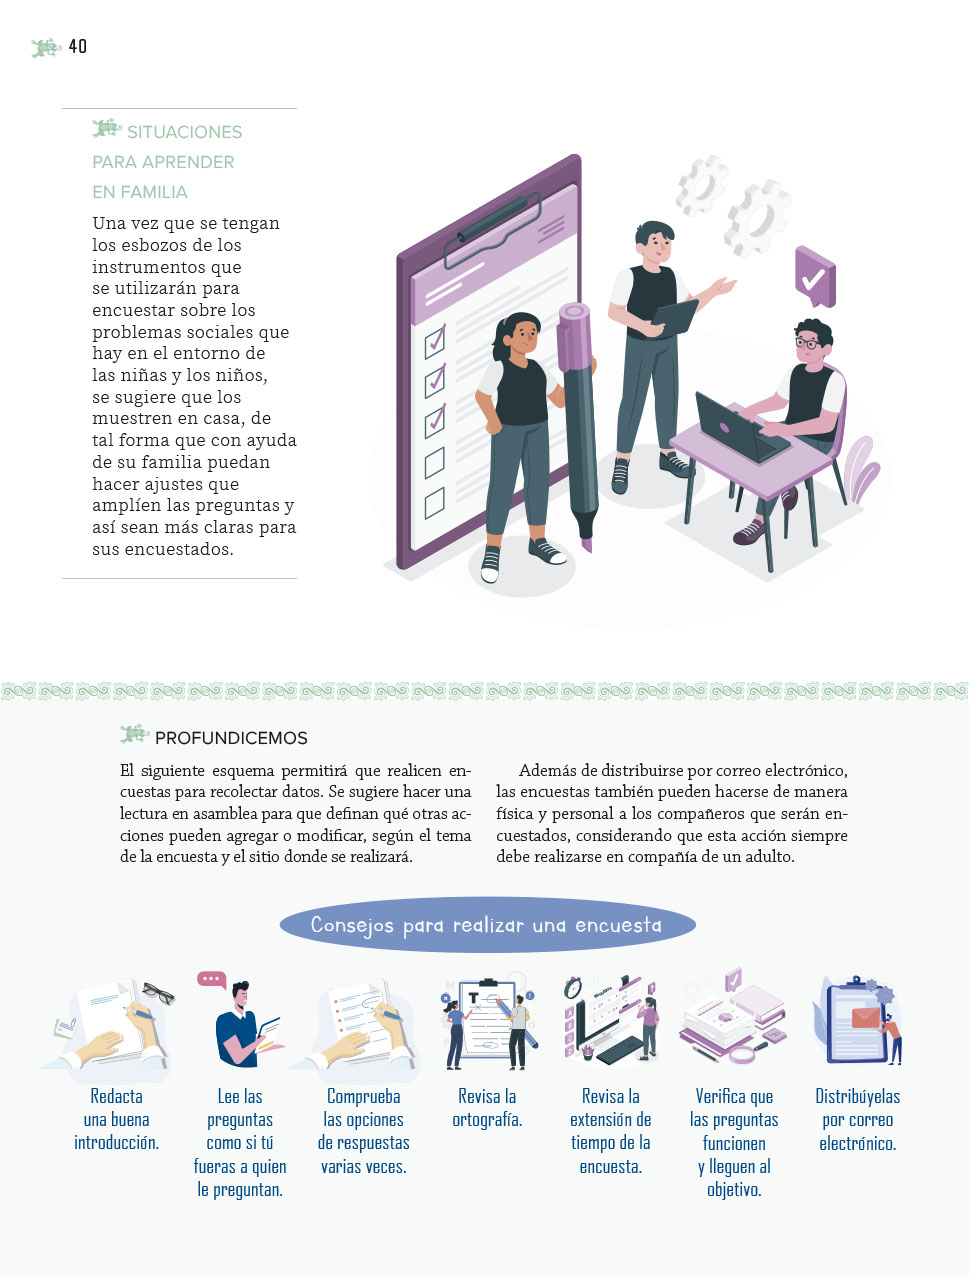 40
SITUACIONES
PARA APRENDER
EN FAMILIA
Una vez que se tengan
los esbozos de los
instrumentos que
se utilizarán para
encuestar sobre los
problemas sociales que
hay en el entorno de
las niñas y los niños,
se sugiere que los
muestren en casa, de
tal forma que con ayuda
de su familia puedan
hacer ajustes que
amplíen las preguntas y
así sean más claras para
sus encuestados.
PROFUNDICEMOS
El siguiente esquema permitirá que realicen en-
cuestas para recolectar datos. Se sugiere hacer una
lectura en asamblea para que definan qué otras ac-
ciones pueden agregar o modificar, según el tema
de la encuesta y el sitio donde se realizará.
Además de distribuirse por correo electrónico,
las encuestas también pueden hacerse de manera
física y personal a los compañeros que serán en-
cuestados, considerando que esta acción siempre
debe realizarse en compañía de un adulto.
Consejos para realizar una encuesta
Redacta
una buena
introducción.
Lee las
preguntas
como si tú
fueras a quien
le preguntan.
Comprueba
las opciones
de respuestas
varias veces.
Revisa la
ortografía.
Revisa la
extensión de
tiempo de la
encuesta.
Verifica que
las preguntas
funcionen
y lleguen al
objetivo.
Distribúyelas
por correo
electrónico.